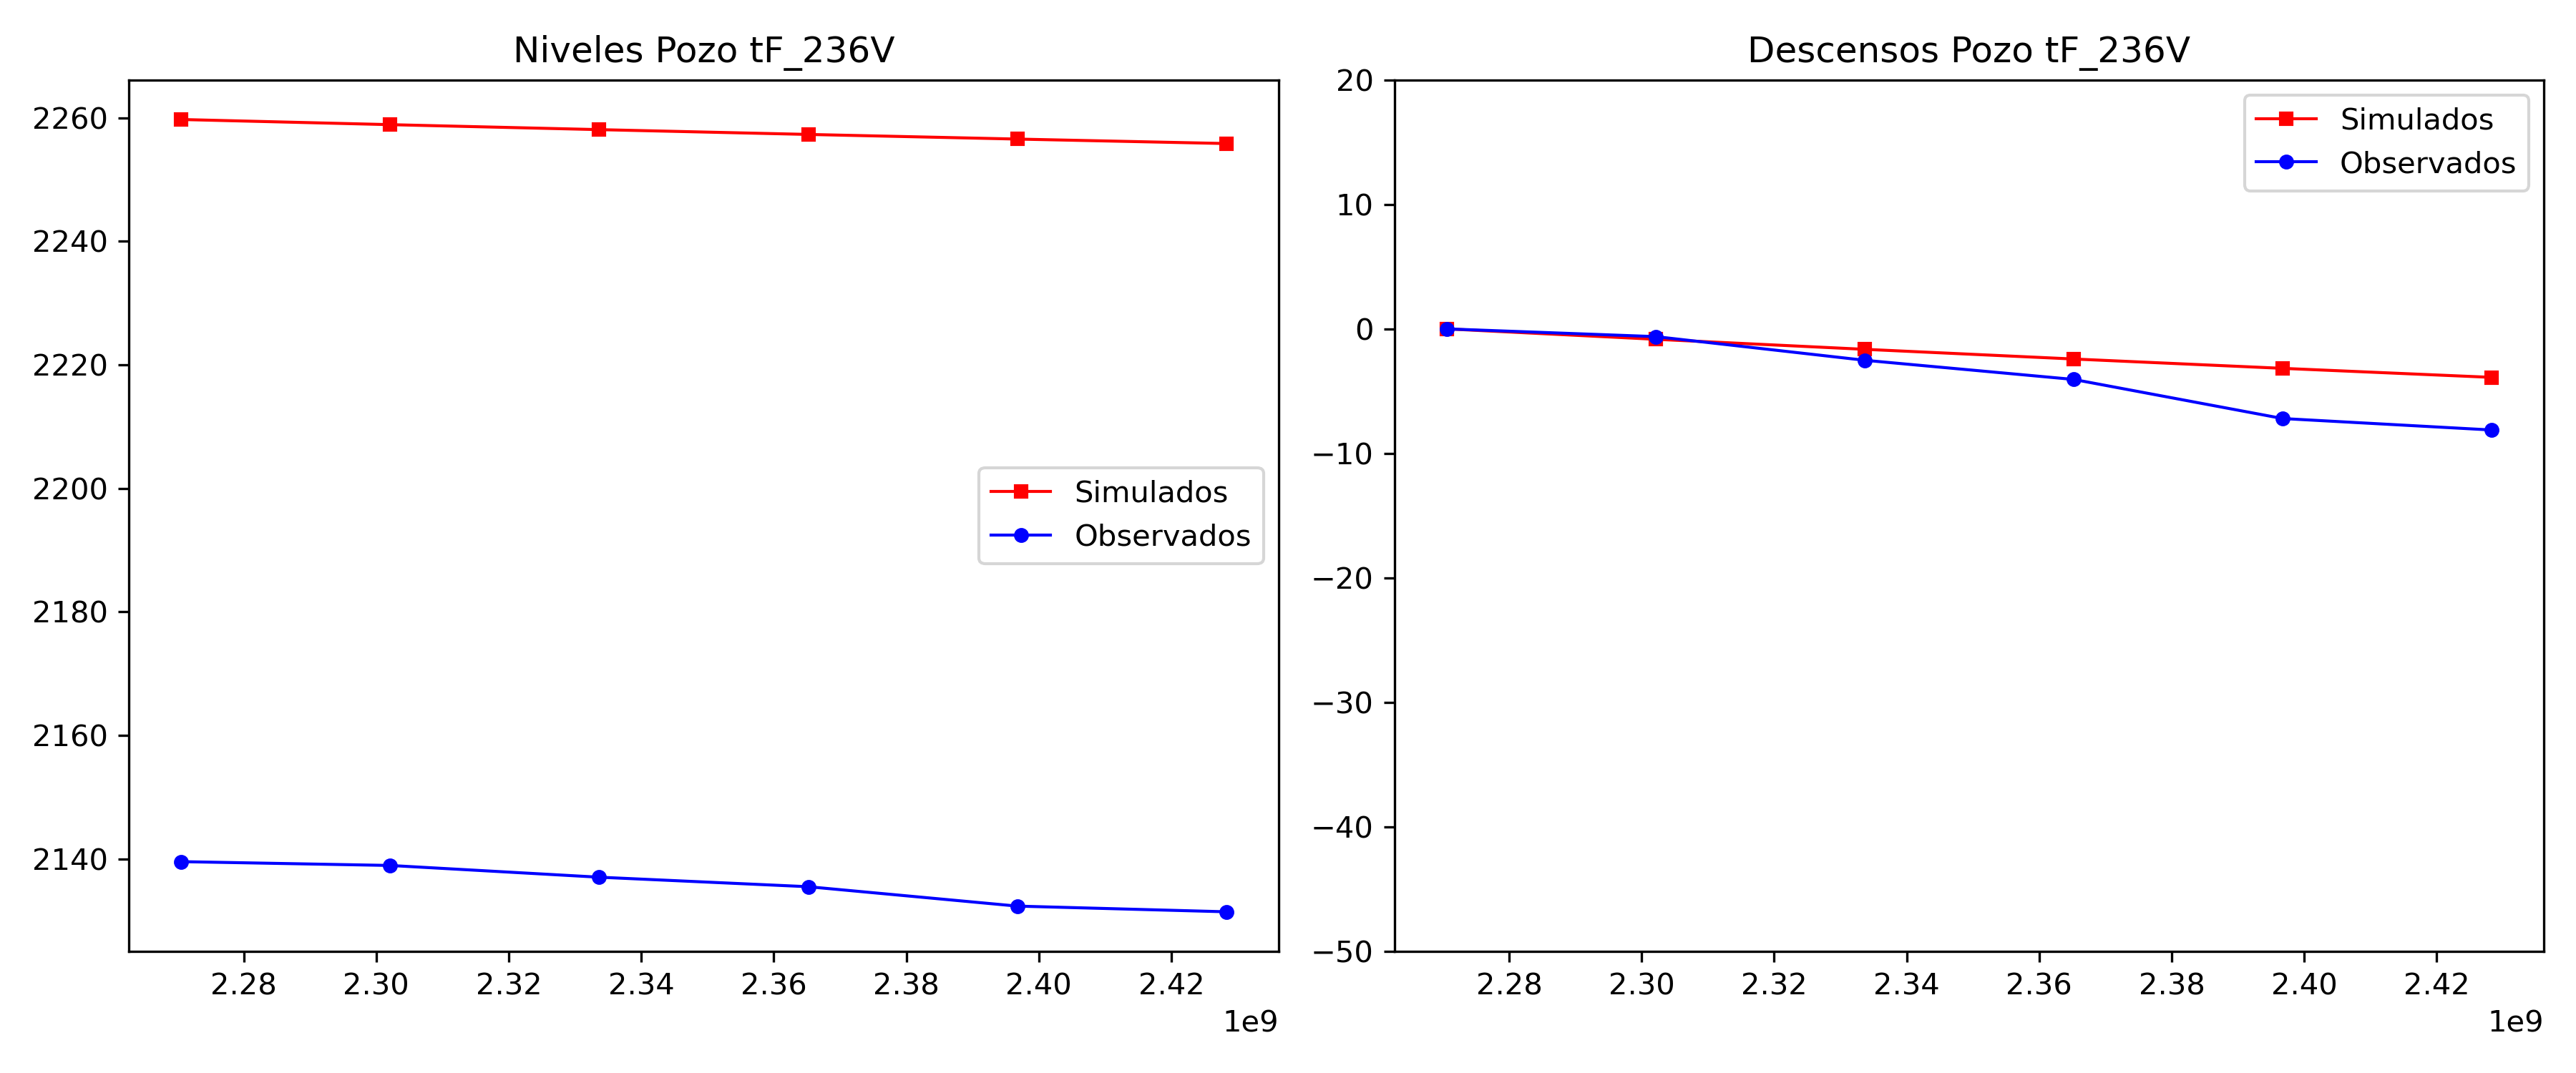 Niveles Pozo tF_236V
2260
2240
2220
2200
2180
2160
2140
Simulados
Observados
2.28 2.30 2.32 2.34 2.36 2.38 2.40 2.42
1e9
Descensos Pozo tF_236V
20
10
0
−10
−20
−30
−40
−50
Simulados
Observados
2.28 2.30 2.32 2.34 2.36 2.38 2.40 2.42
1e9